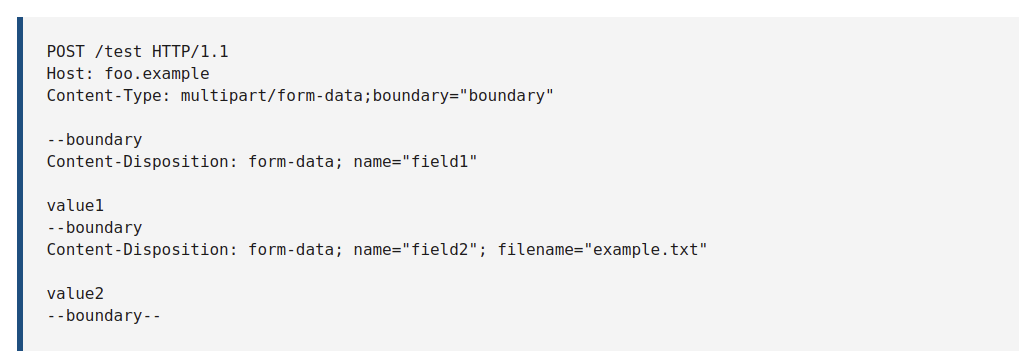 POST /test HTTP/1.1
Host: foo.example
Content-Type: multipart/form-data;boundary="boundary"

--boundary
Content-Disposition: form-data; name="field1"

value1
--boundary
Content-Disposition: form-data; name="field2"; filename="example.txt"

value2
--boundary--